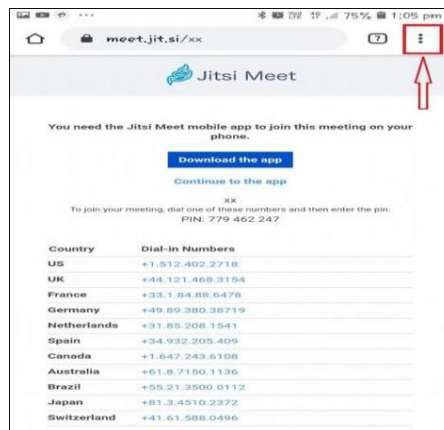 75% 1:05 pm
meet.jit.si/xx 7
Jitsi Meet
You need the Jitsi Meet mobile app to join this meeting on your
phone.
Download the app
Continue to the app
xx
To join your meeting, dial one of these numbers and then enter the pin.
PIN: 779 462 247
Country Dial-in Numbers
US +1.512.402.2718
UK +44.121.468.3154
France +33.1.84.88.6478
Germany +49.89.380.38719
Netherlands +31.85.208.1541
Spain +34.932.205.409
Canada +1.647.243.6108
Australia +61.8.7150.1136
Brazil +55.21.3500.0112
Japan +81.3.4510.2372
Switzerland +41.61.588.0496